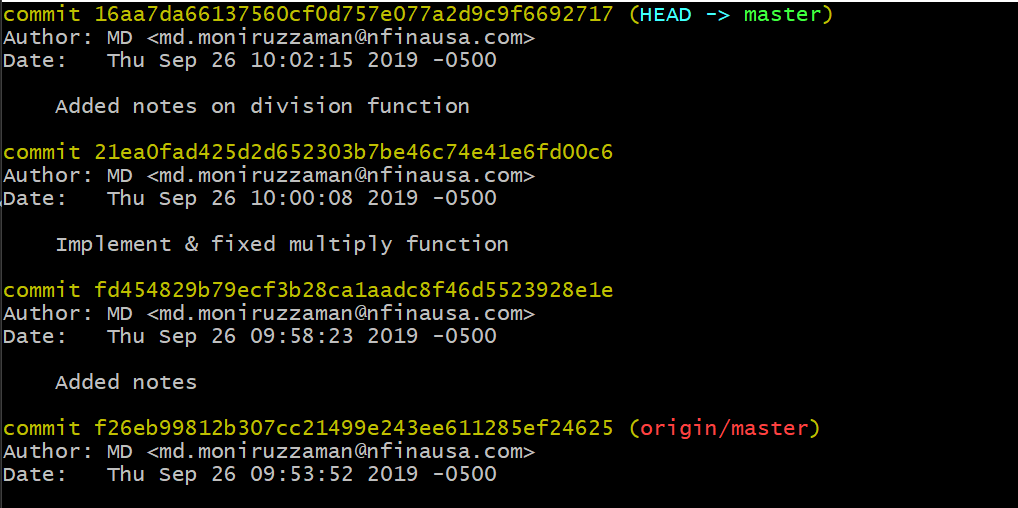 commit 16aa7da66137560cf0d757e077a2d9c9f6692717 (HEAD -> master)
Author: MD <md.moniruzzaman@nfinausa.com>
Date:   Thu Sep 26 10:02:15 2019 -0500
Added notes on division function
commit 21ea0fad425d2d652303b7be46c74e41e6fd00c6
Author: MD <md.moniruzzaman@nfinausa.com>
Date:   Thu Sep 26 10:00:08 2019 -0500
Implement & fixed multiply function
commit fd454829b79ecf3b28ca1aadc8f46d5523928e1e
Author: MD <md.moniruzzaman@nfinausa.com>
Date:   Thu Sep 26 09:58:23 2019 -0500
Added notes
commit f26eb99812b307cc21499e243ee611285ef24625 (origin/master)
Author: MD <md.moniruzzaman@nfinausa.com>
Date:   Thu Sep 26 09:53:52 2019 -0500